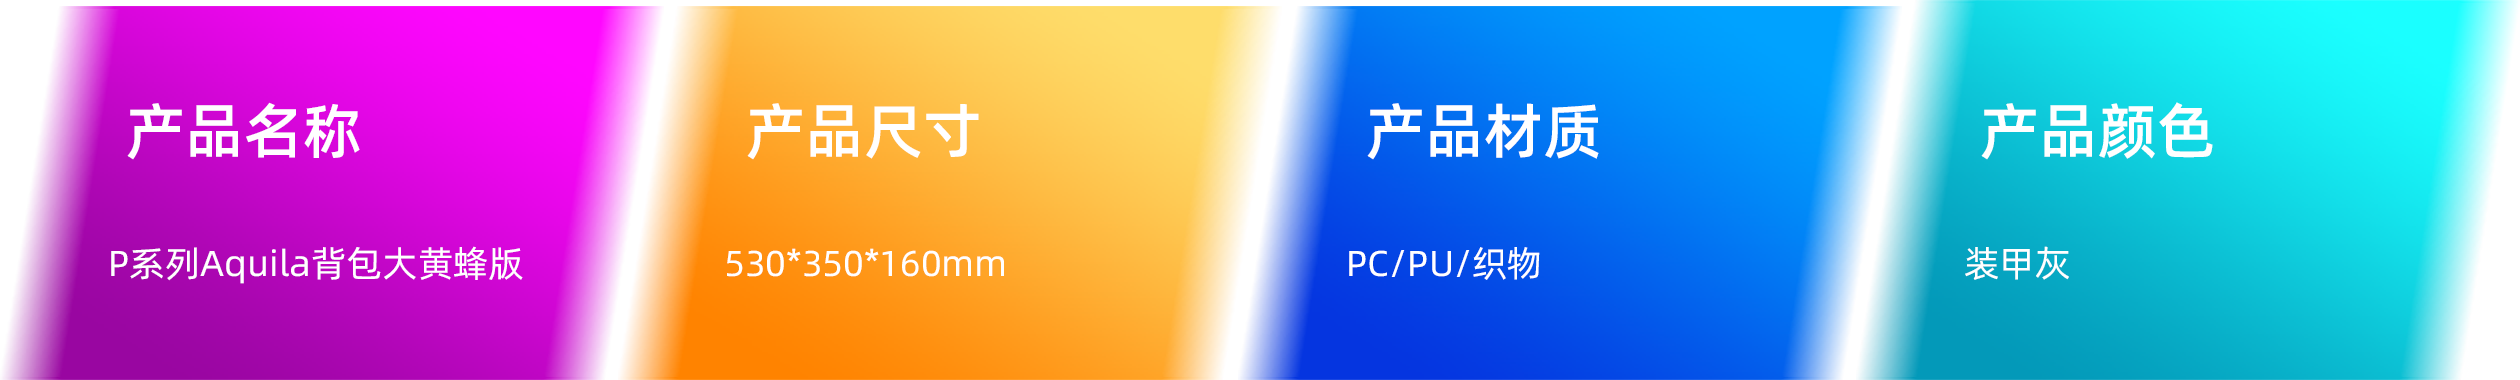 产品名称
P系列Aquila背包大黄蜂版
产品尺寸
530*350*160mm
产品材质
PC/PU/织物
产品颜色
装甲灰